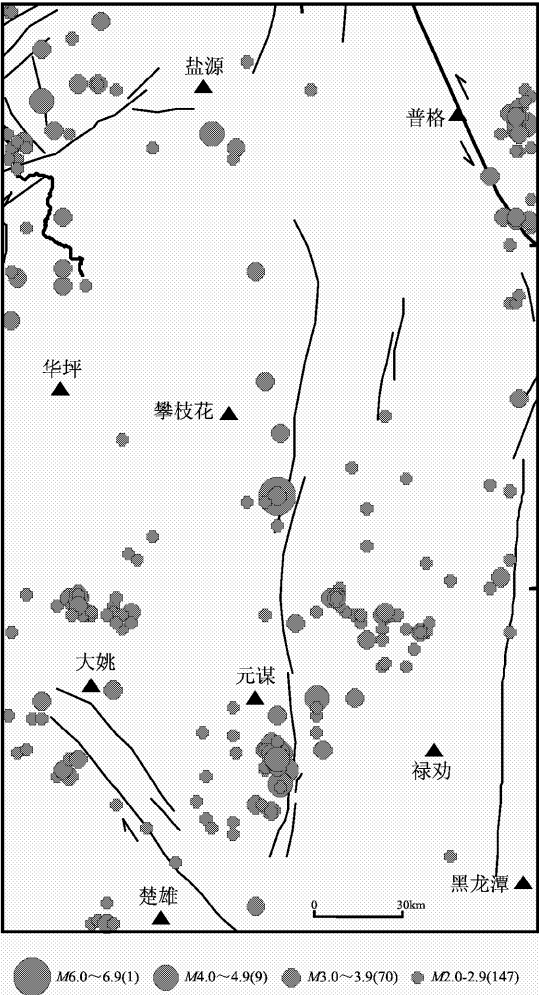 盐源
普格
华坪
攀枝花
大姚
元谋
禄劝
黑龙潭
楚雄
0 30km
M6.0～6.9(1) M4.0～4.9(9) M3.0～3.9(70) M2.0-2.9(147)